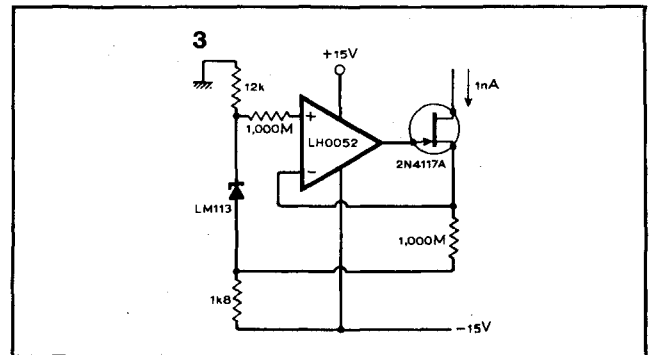 3
+15V
12k
1nA
+
1,000M
LH0052
2N4117A
−
LM113
1,000M
1k8
−15V